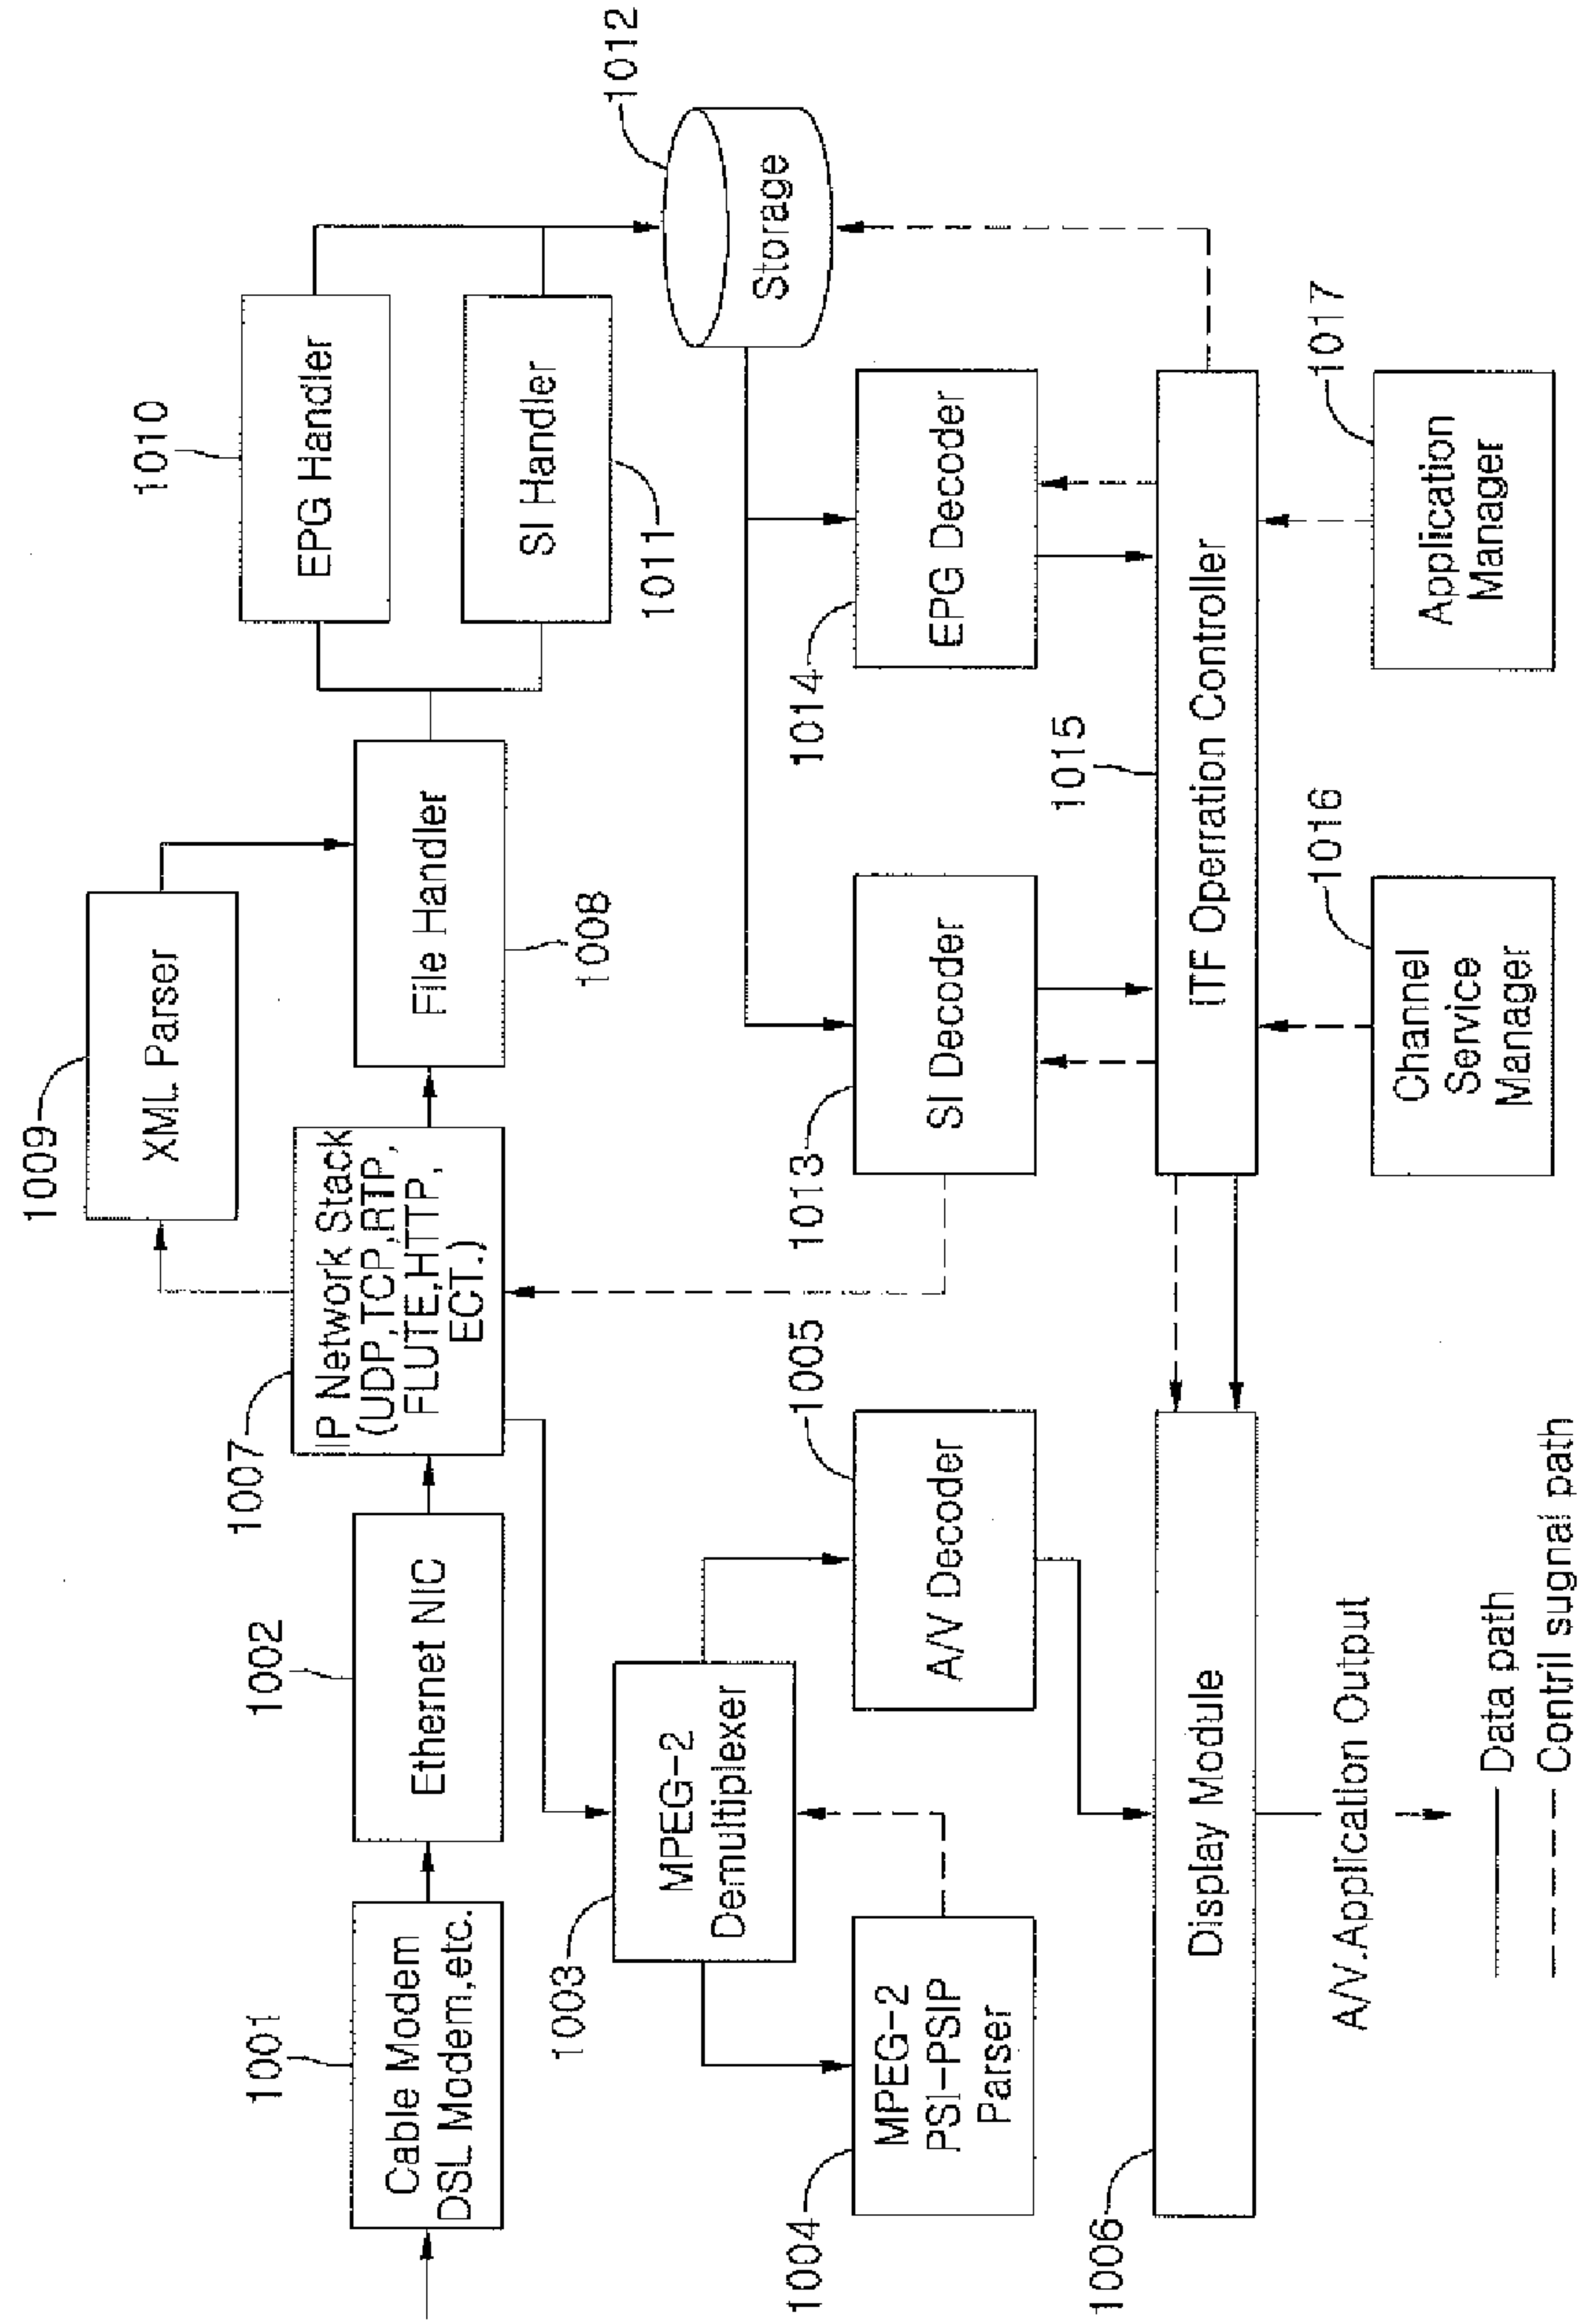 1001
Cable Modem
DSL Modem,etc.
1002
Ethernet NIC
1007
IP Network Stack
(UDP,TCP,RTP,
FLUTE,HTTP,
ECT.)
1009
XML Parser
File Handler
1008
1010
EPG Handler
SI Handler
1011
1012
Storage
1003
MPEG-2
Demultiplexer
1004
MPEG-2
PSI-PSIP
Parser
1005
A/V Decoder
1013
SI Decoder
1014
EPG Decoder
1006
Display Module
1015
ITF Operration Controller
1016
Channel
Service
Manager
1017
Application
Manager
A/V.Application Output
Data path
Contril sugnal path